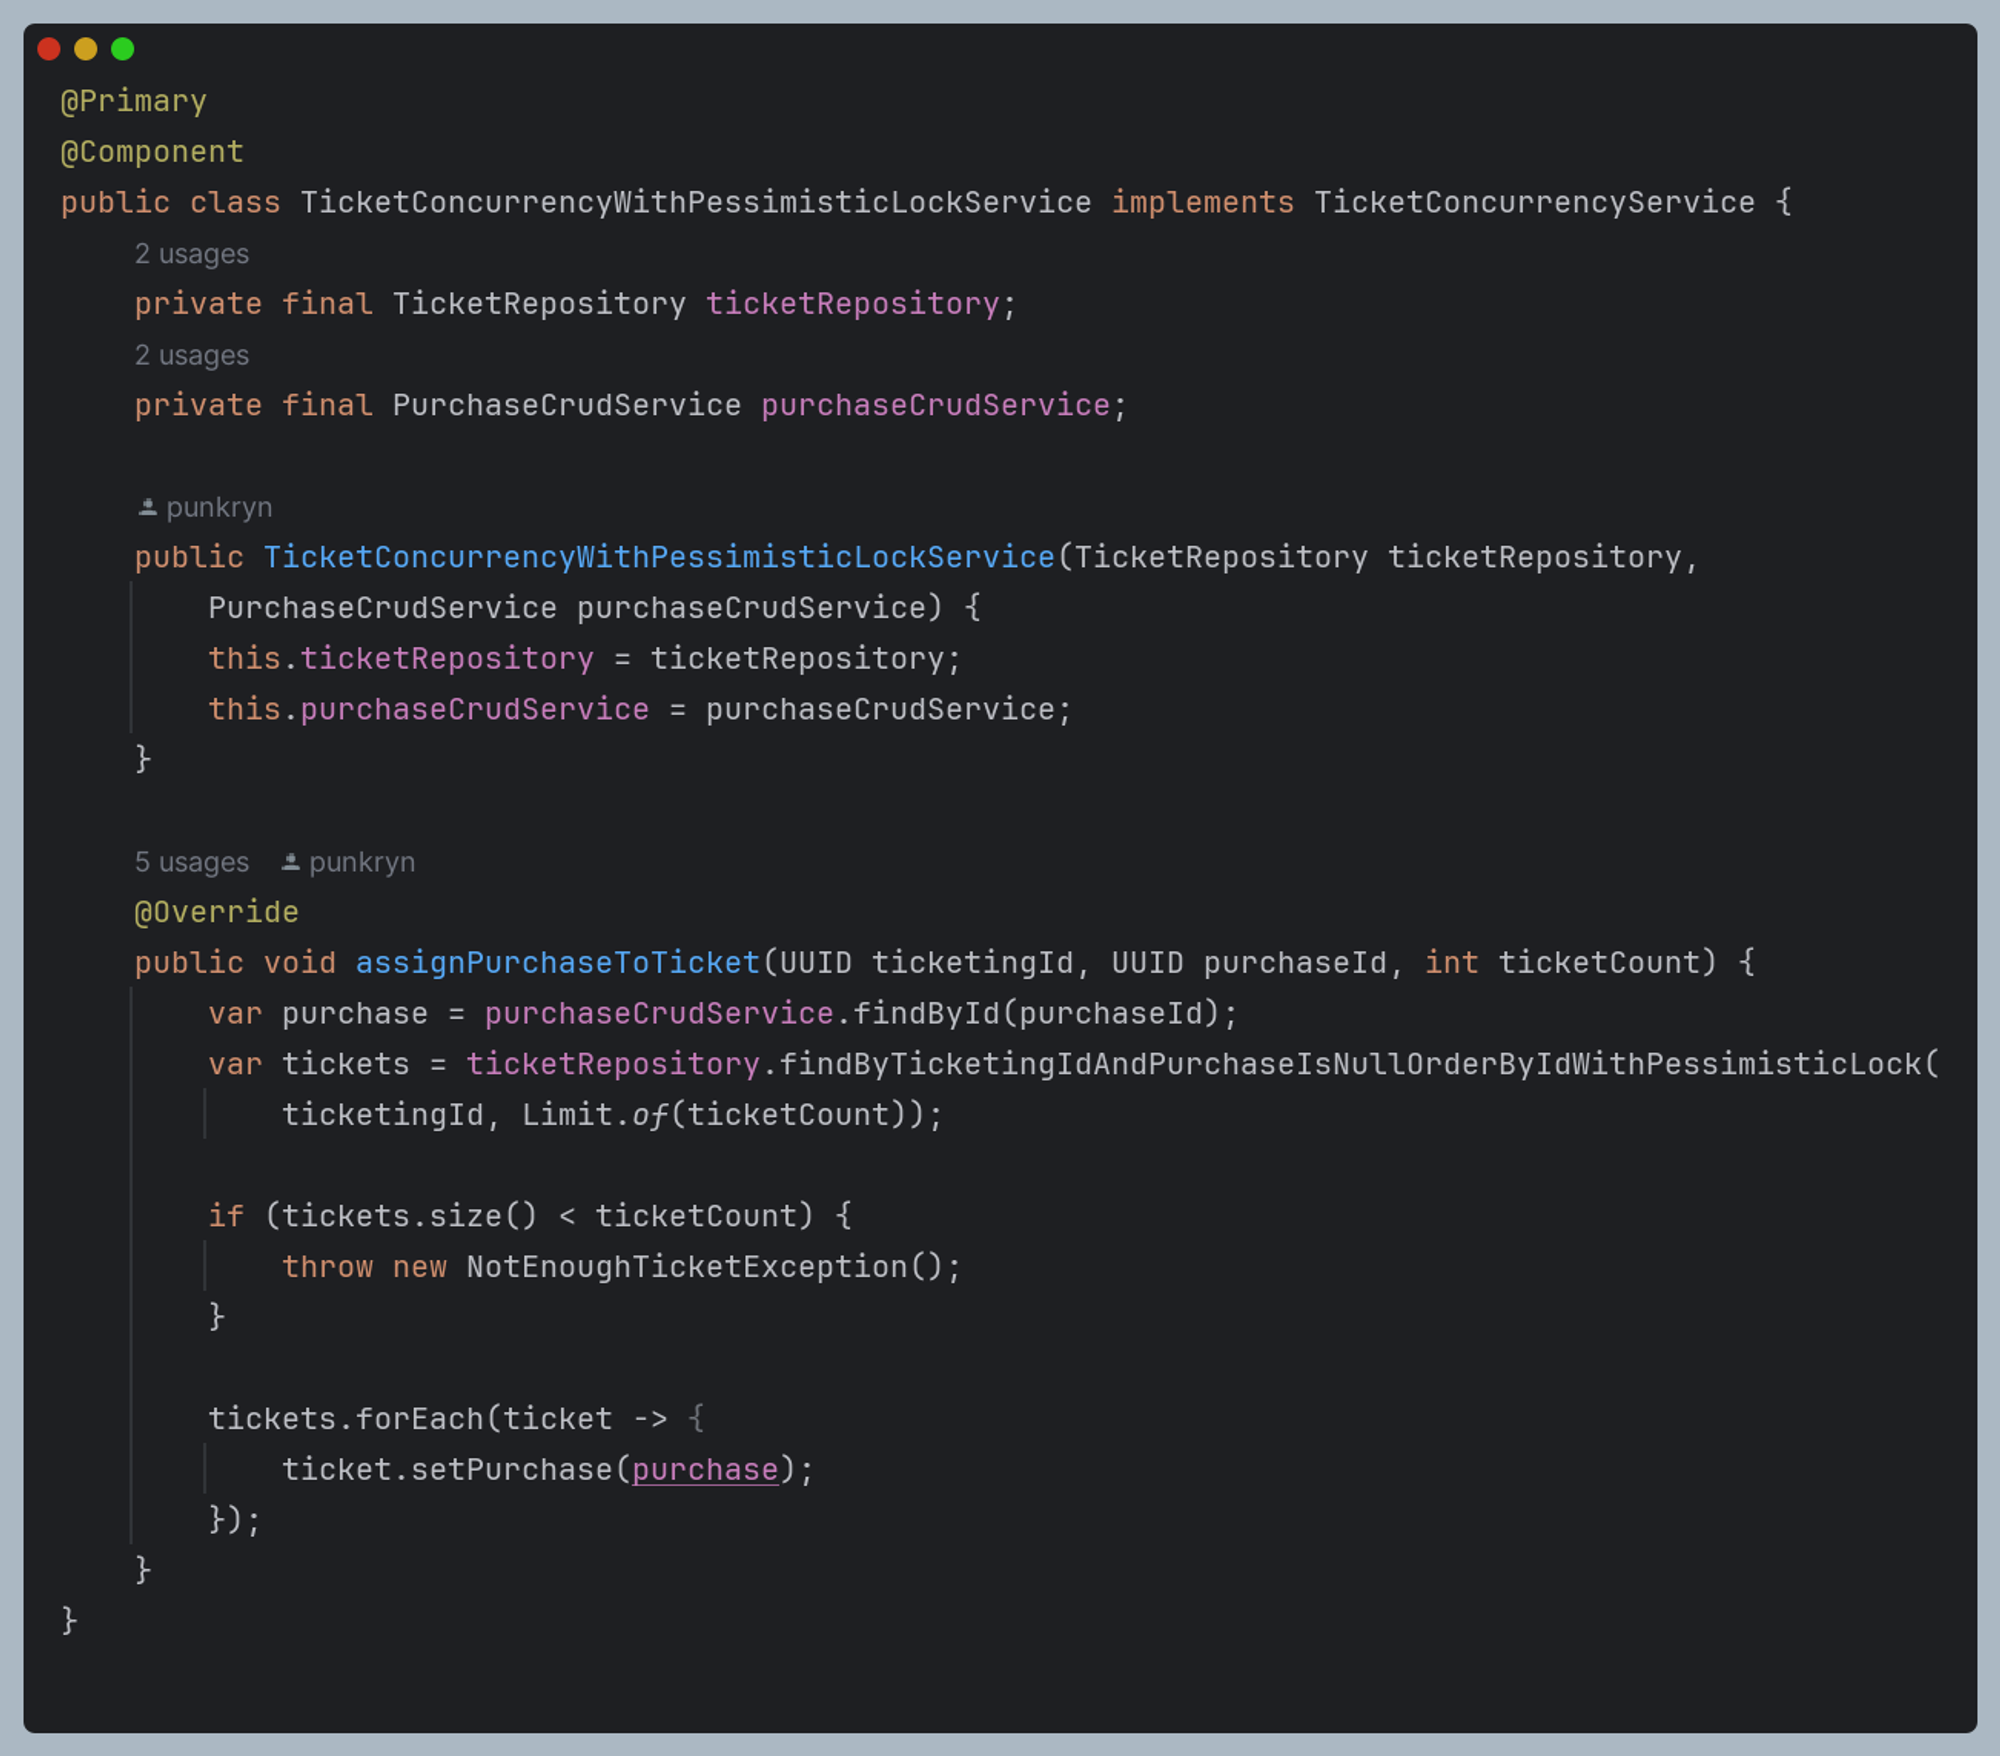 @Primary
@Component
public class TicketConcurrencyWithPessimisticLockService implements TicketConcurrencyService {
2 usages
private final TicketRepository ticketRepository;
2 usages
private final PurchaseCrudService purchaseCrudService;
punkryn
public TicketConcurrencyWithPessimisticLockService(TicketRepository ticketRepository,
PurchaseCrudService purchaseCrudService) {
this.ticketRepository = ticketRepository;
this.purchaseCrudService = purchaseCrudService;
}
5 usages punkryn
@Override
public void assignPurchaseToTicket(UUID ticketingId, UUID purchaseId, int ticketCount) {
var purchase = purchaseCrudService.findById(purchaseId);
var tickets = ticketRepository.findByTicketingIdAndPurchaseIsNullOrderByIdWithPessimisticLock(
ticketingId, Limit.of(ticketCount));
if (tickets.size() < ticketCount) {
throw new NotEnoughTicketException();
}
tickets.forEach(ticket -> {
ticket.setPurchase(purchase);
});
}
}